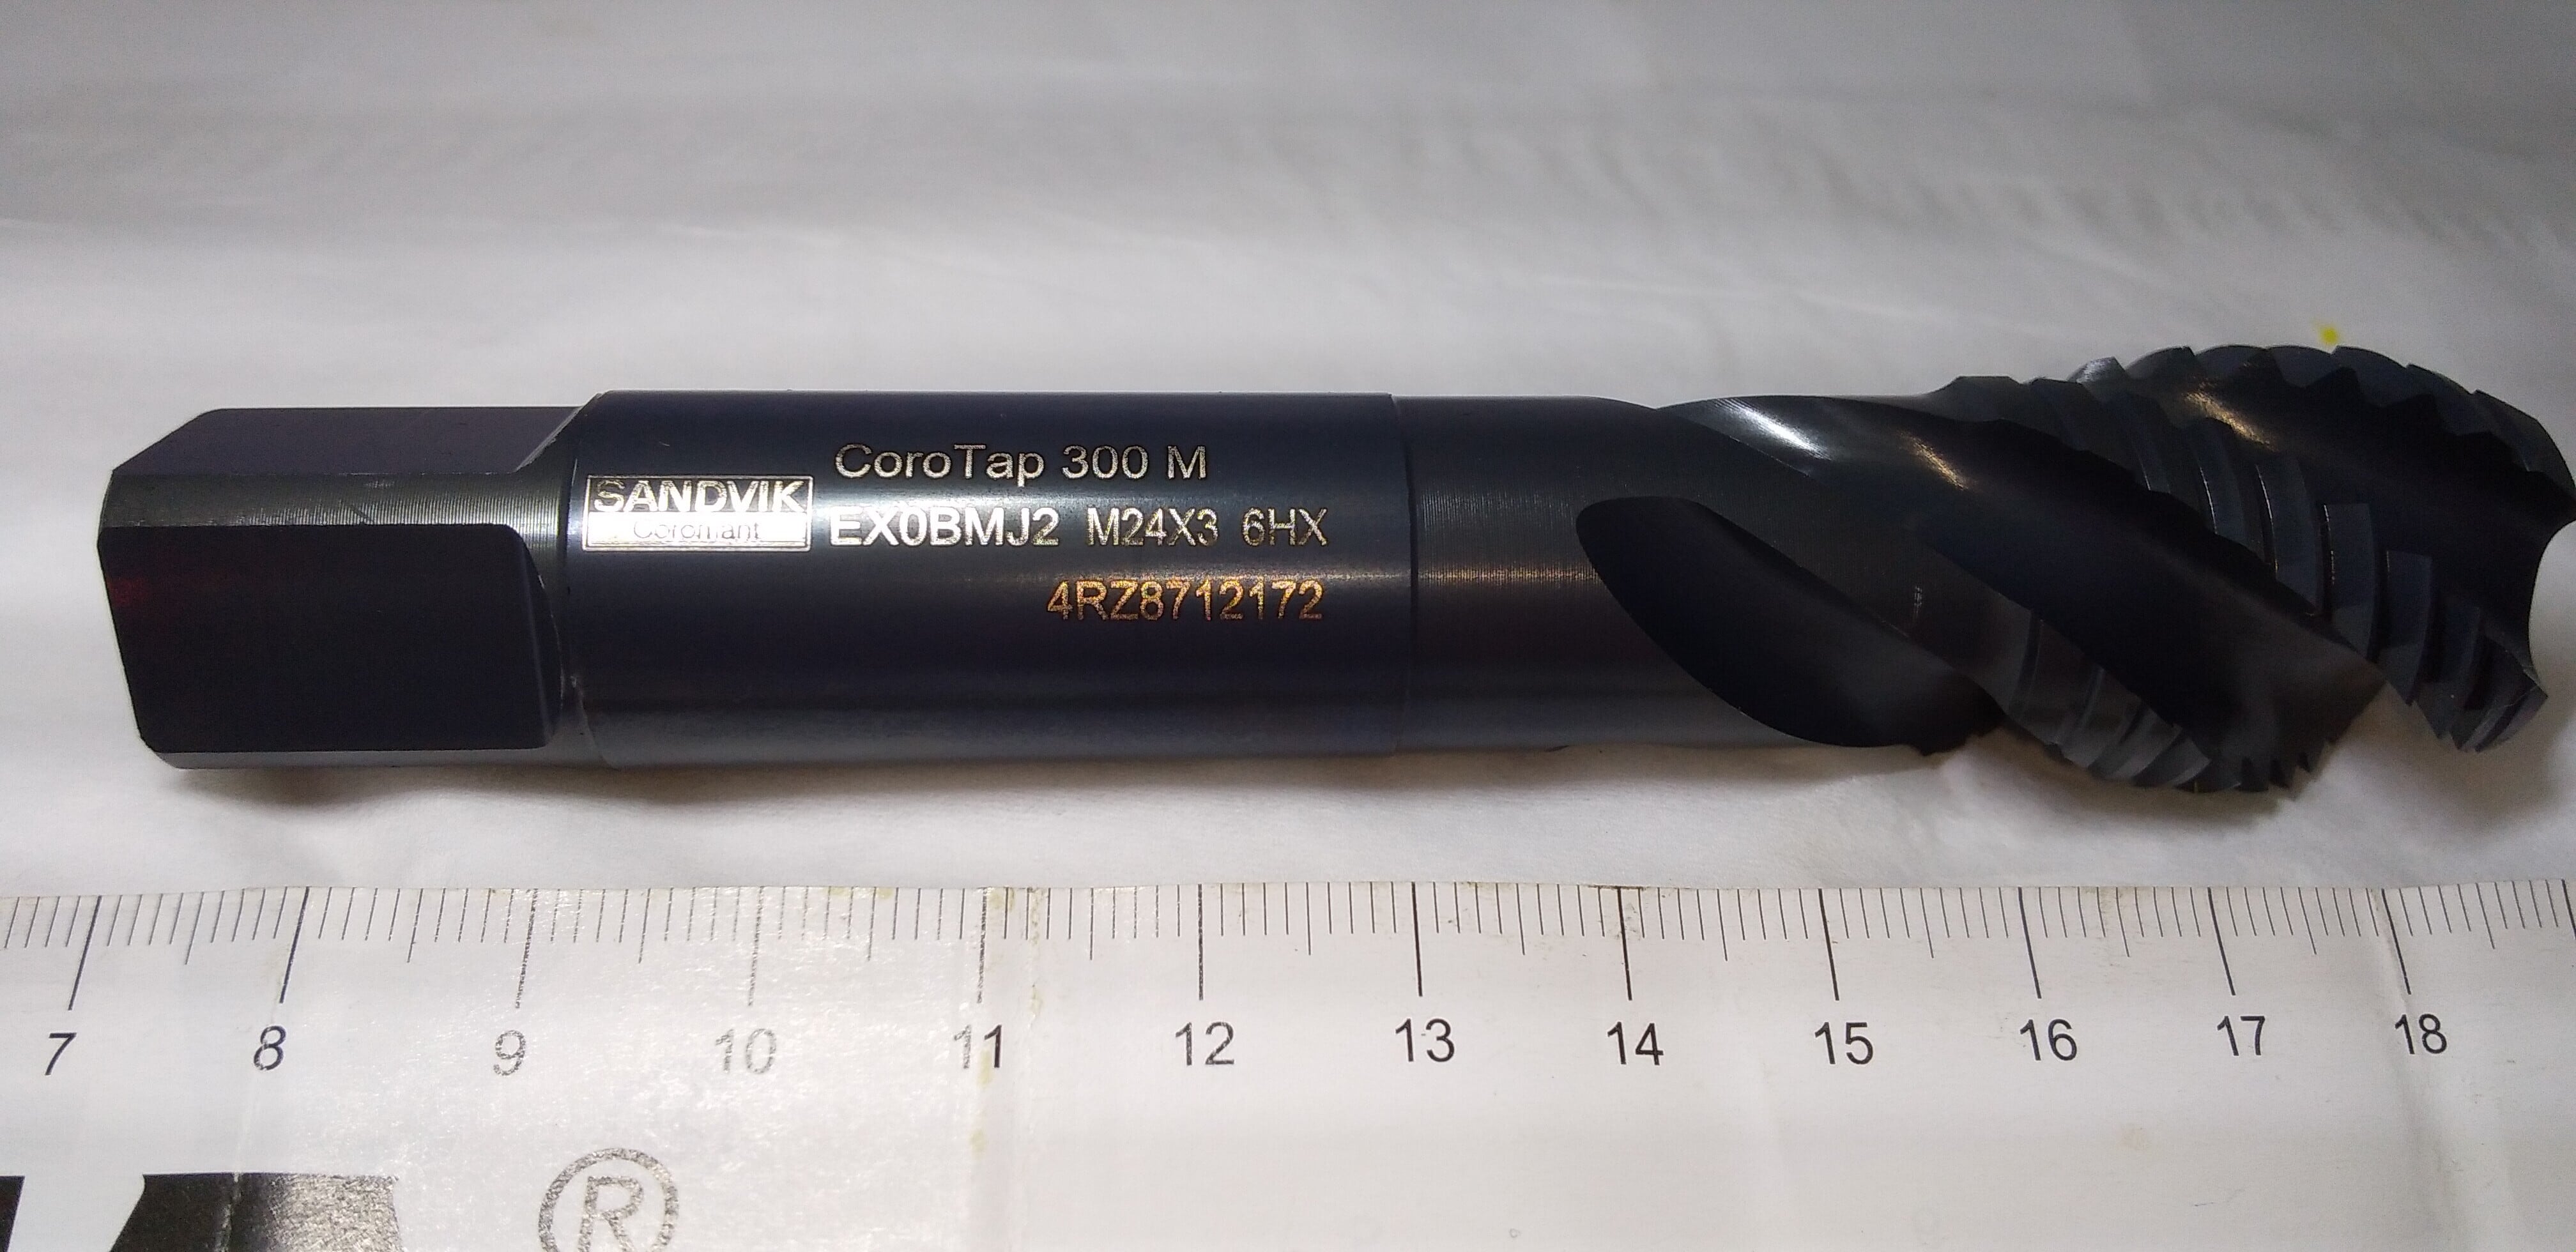 CoroTap 300 M
SANDVIK
Coromant
EX0BMJ2 M24X3 6HX
4RZ8712172
7 8 9 10 11 12 13 14 15 16 17 18
®